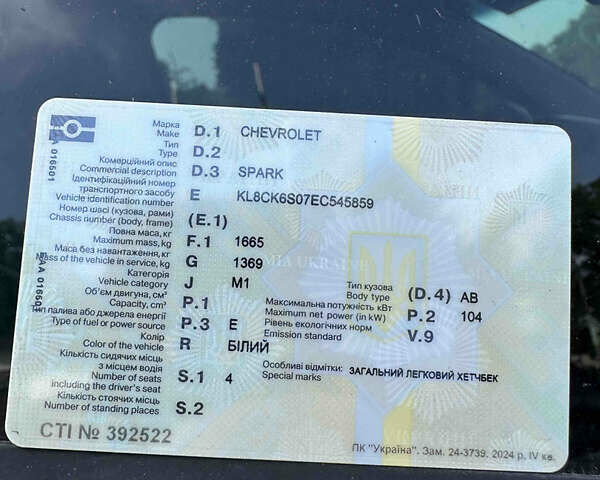 Марка
Make D.1 CHEVROLET
Тип
Type D.2
Комерційний опис
Commercial description D.3 SPARK
Ідентифікаційний номер
транспортного засобу
Vehicle identification number E KL8CK6S07EC545859
Номер шасі (кузова, рами)
Chassis number (body, frame) (E.1)
Повна маса, кг
Maximum mass, kg F.1 1665
Маса без навантаження, кг
Mass of the vehicle in service, kg G 1369
Категорія
Vehicle category J M1
Тип кузова
Body type (D.4) AB
Об'єм двигуна, см³
Capacity, cm³ P.1
Максимальна потужність кВт
Maximum net power (in kW) P.2 104
Тип палива або джерела енергії
Type of fuel or power source P.3 E
Рівень екологічних норм
Emission standard V.9
Колір
Color of the vehicle R БІЛИЙ
Кількість сидячих місць
з місцем водія
Number of seats
including the driver's seat S.1 4
Особливі відмітки:
Special marks ЗАГАЛЬНИЙ ЛЕГКОВИЙ ХЕТЧБЕК
Кількість стоячих місць
Number of standing places S.2
СТІ № 392522
ПК "Україна". Зам. 24-3739. 2024 р. IV кв.